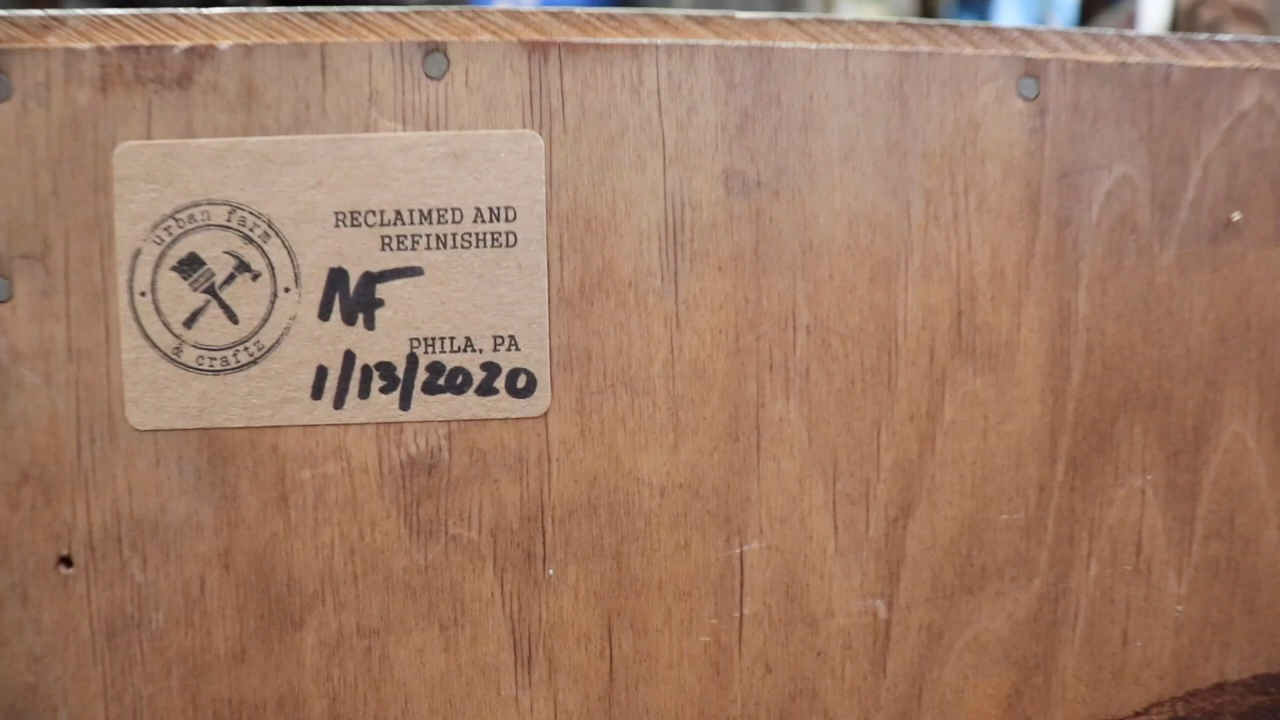 urban farm
& craftz
RECLAIMED AND
REFINISHED
NF
PHILA, PA
1/13/2020